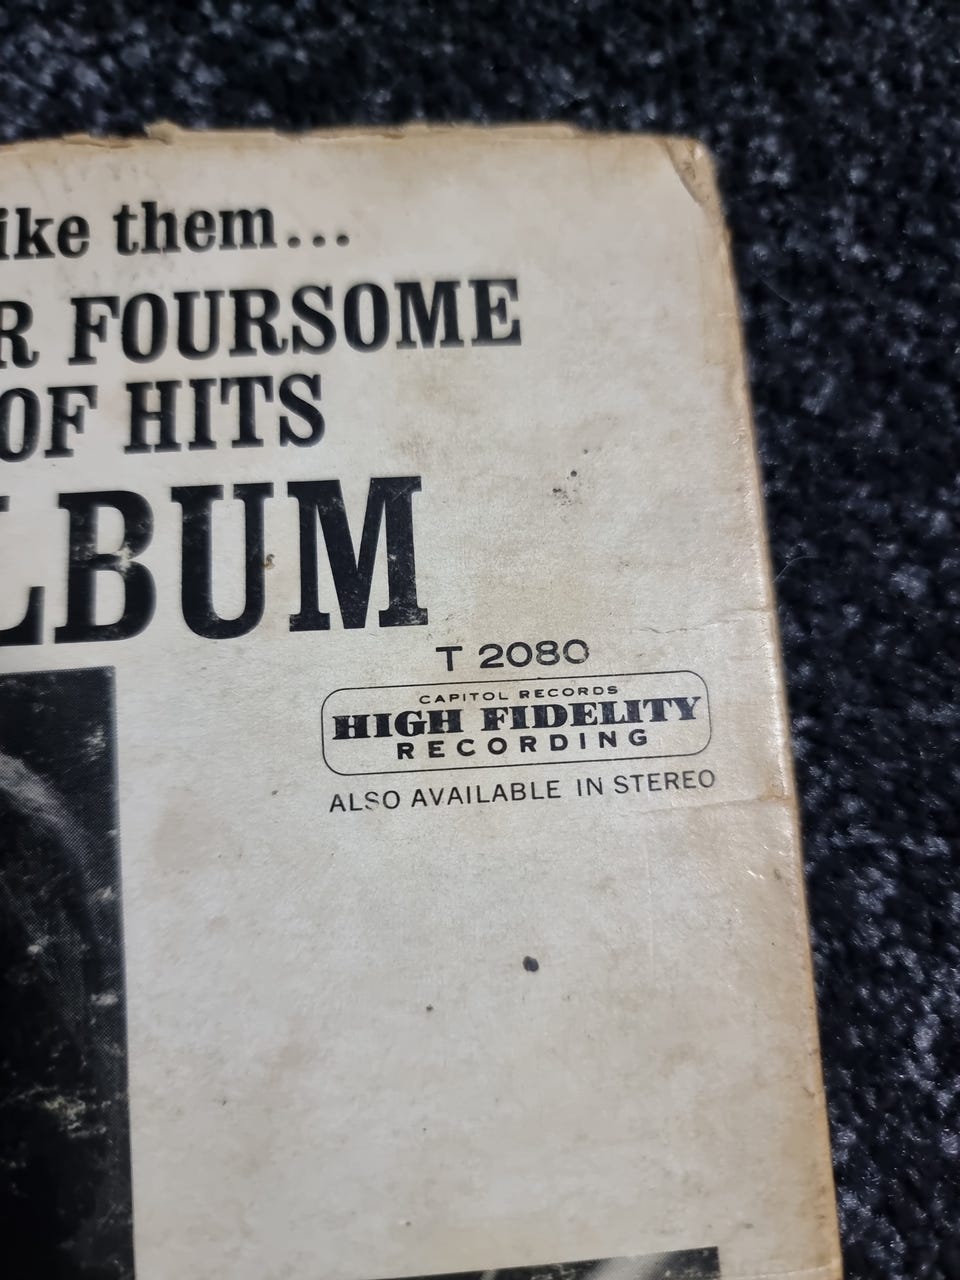 ike them...
R FOURSOME
OF HITS
LBUM
T 2080
CAPITOL RECORDS
HIGH FIDELITY
RECORDING
ALSO AVAILABLE IN STEREO